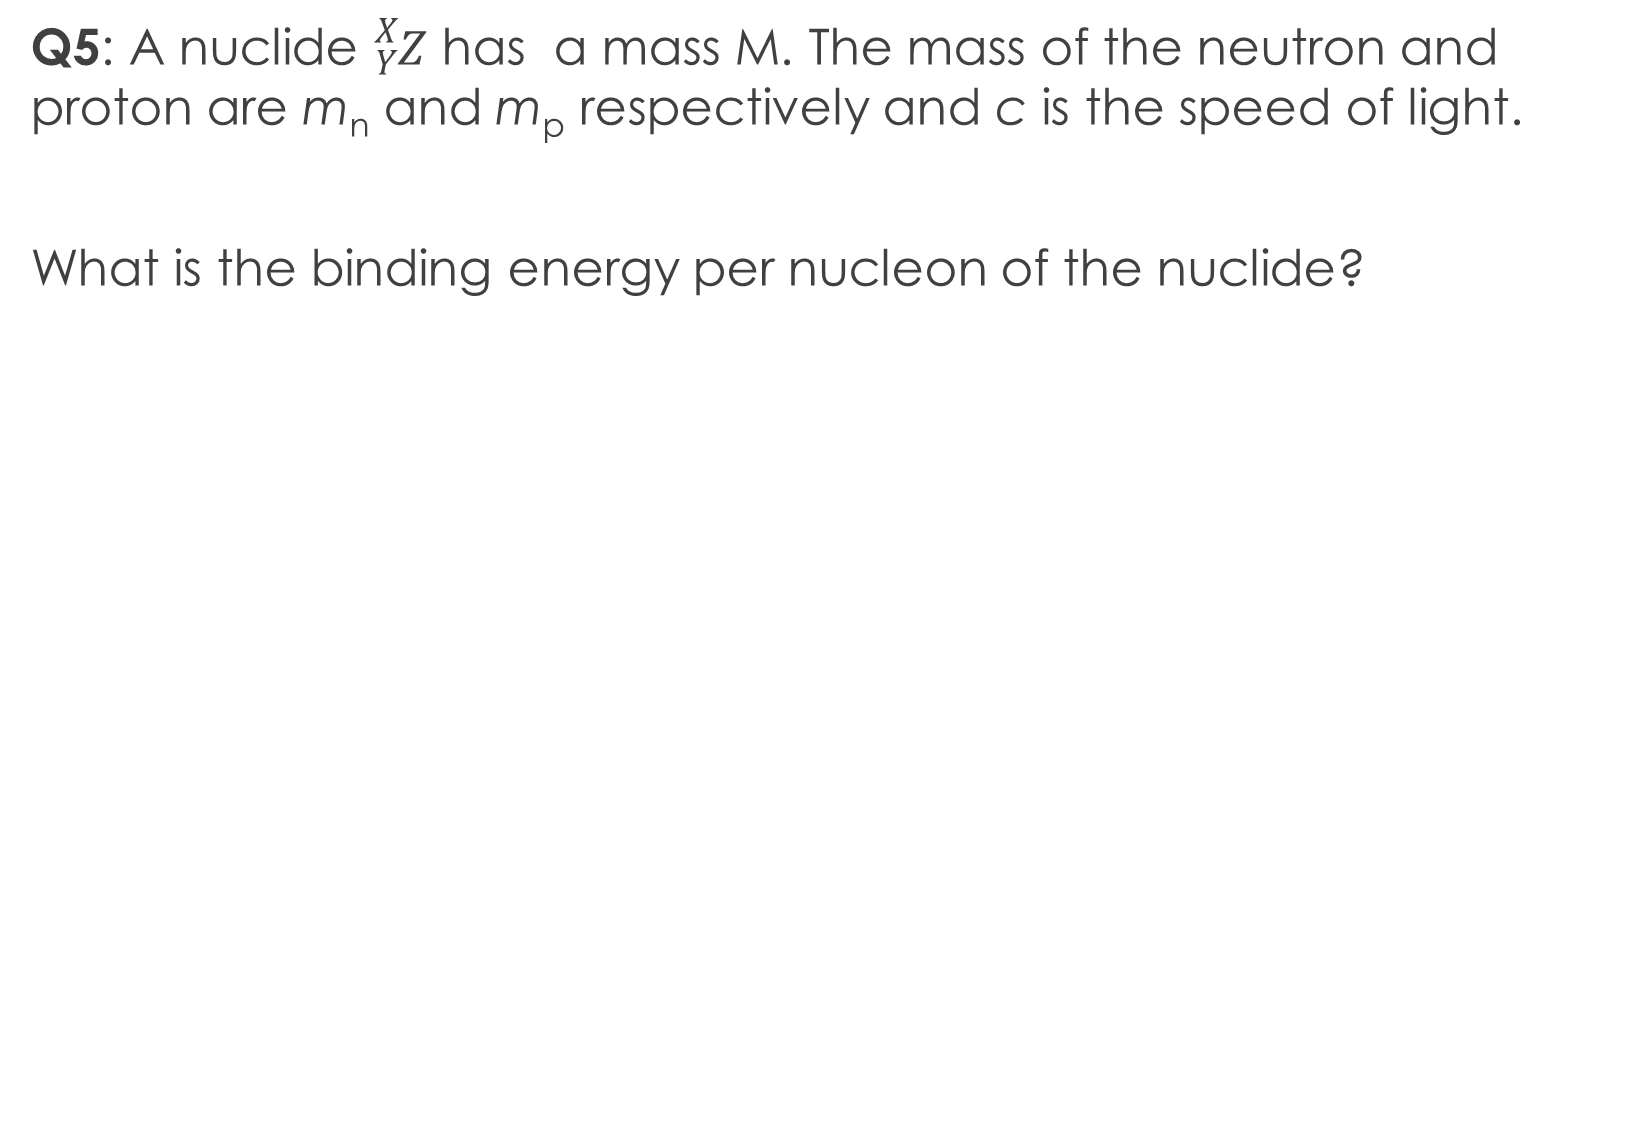 Q5: A nuclide $^{X}_{Y}Z$ has a mass M. The mass of the neutron and
proton are $m_n$ and $m_p$ respectively and c is the speed of light.
What is the binding energy per nucleon of the nuclide?